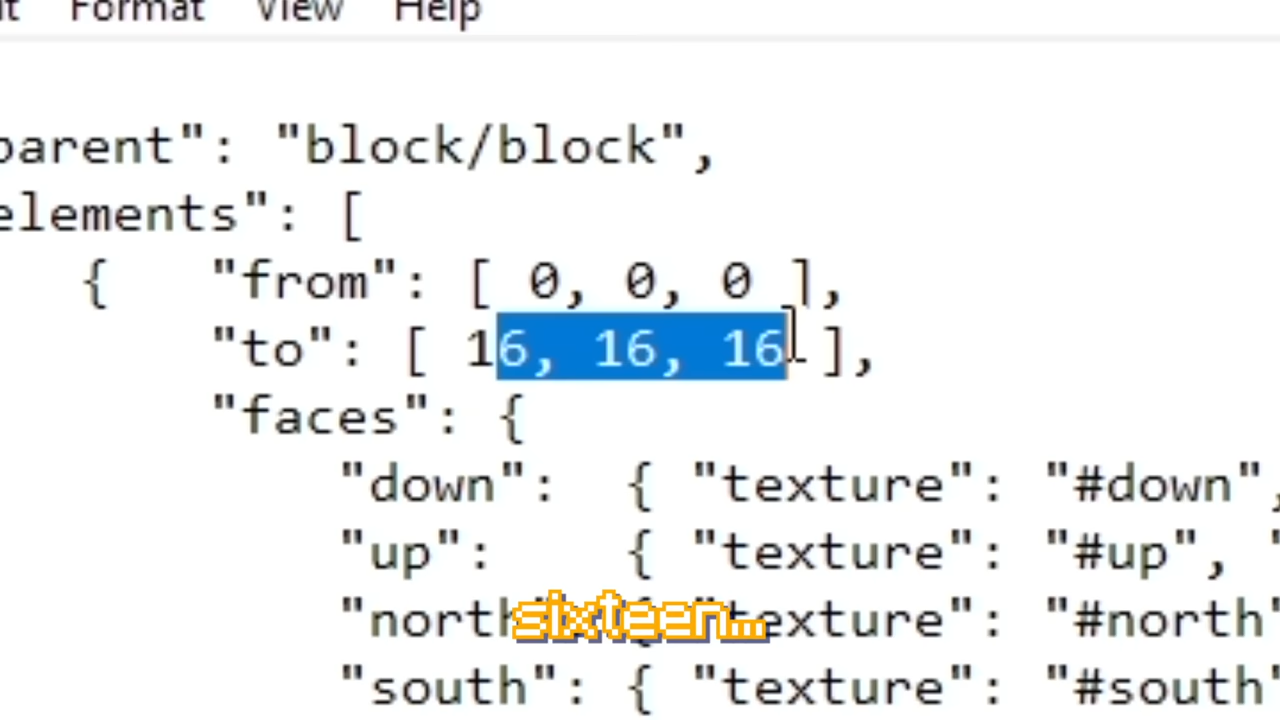 t Format View Help
parent": "block/block",
elements": [
{ "from": [ 0, 0, 0 ],
"to": [ 16, 16, 16 ],
"faces": {
"down": { "texture": "#down",
"up": { "texture": "#up", "
"north": { "texture": "#north"
sixteen...
"south": { "texture": "#south"